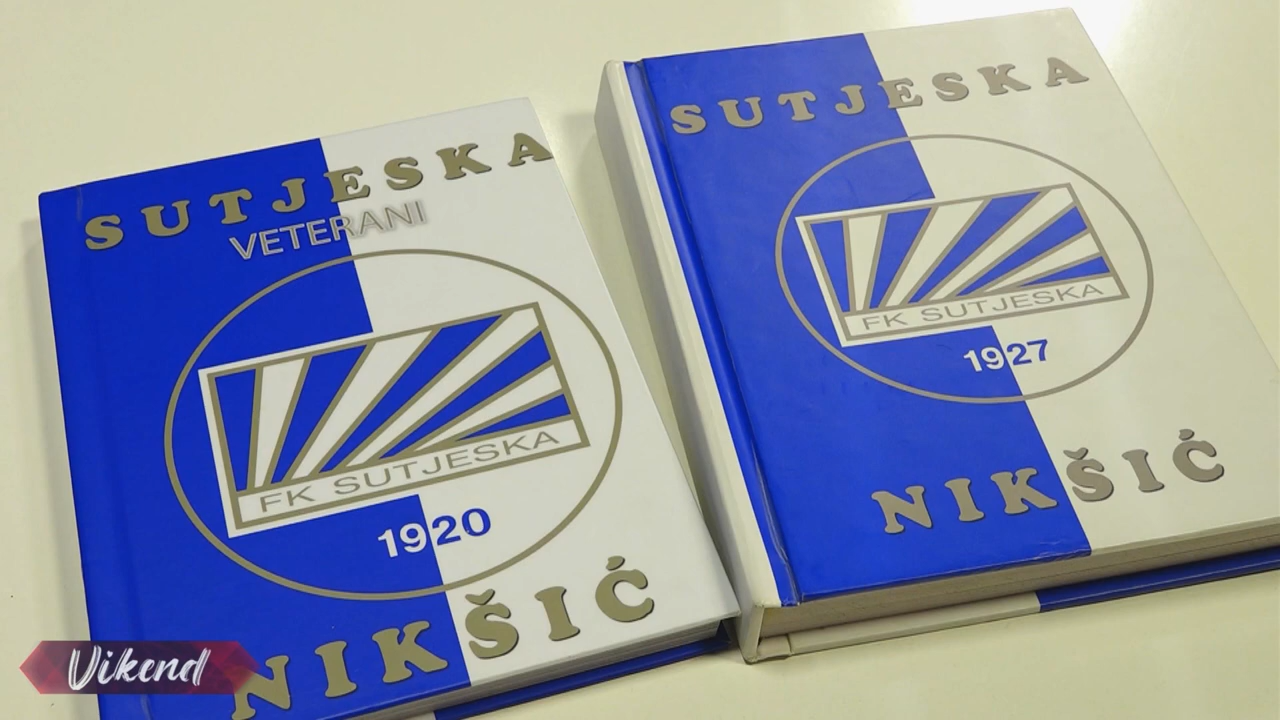 SUTJESKA
VETERANI
FK SUTJESKA
1920
NIKŠIĆ
SUTJESKA
FK SUTJESKA
1927
NIKŠIĆ
Vikend